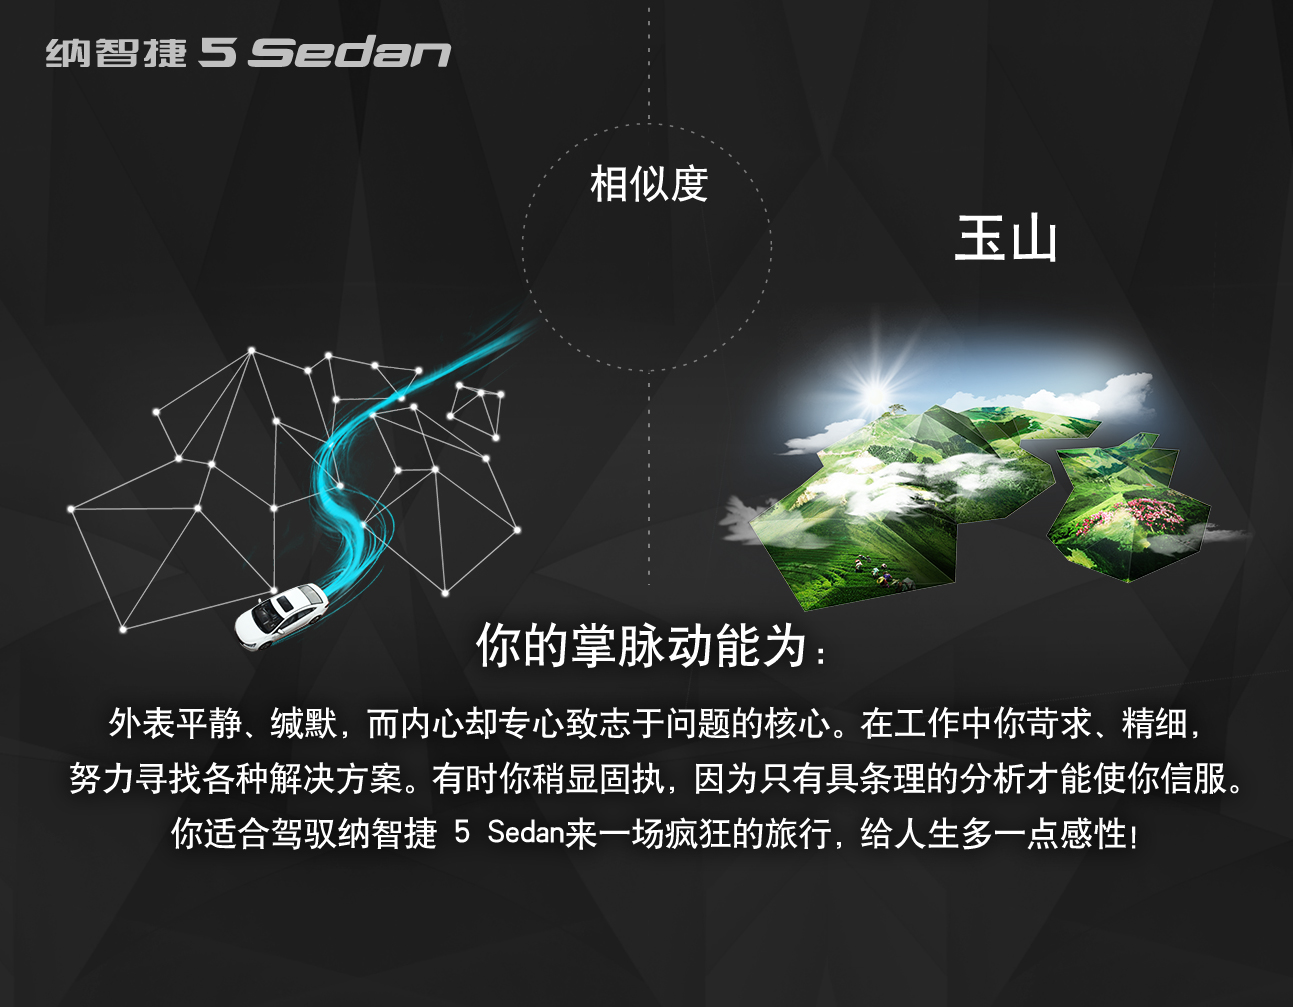 纳智捷 5 Sedan
相似度
玉山
你的掌脉动能为：
外表平静、缄默，而内心却专心致志于问题的核心。在工作中你苛求、精细，
努力寻找各种解决方案。有时你稍显固执，因为只有具条理的分析才能使你信服。
你适合驾驭纳智捷 5 Sedan来一场疯狂的旅行，给人生多一点感性！